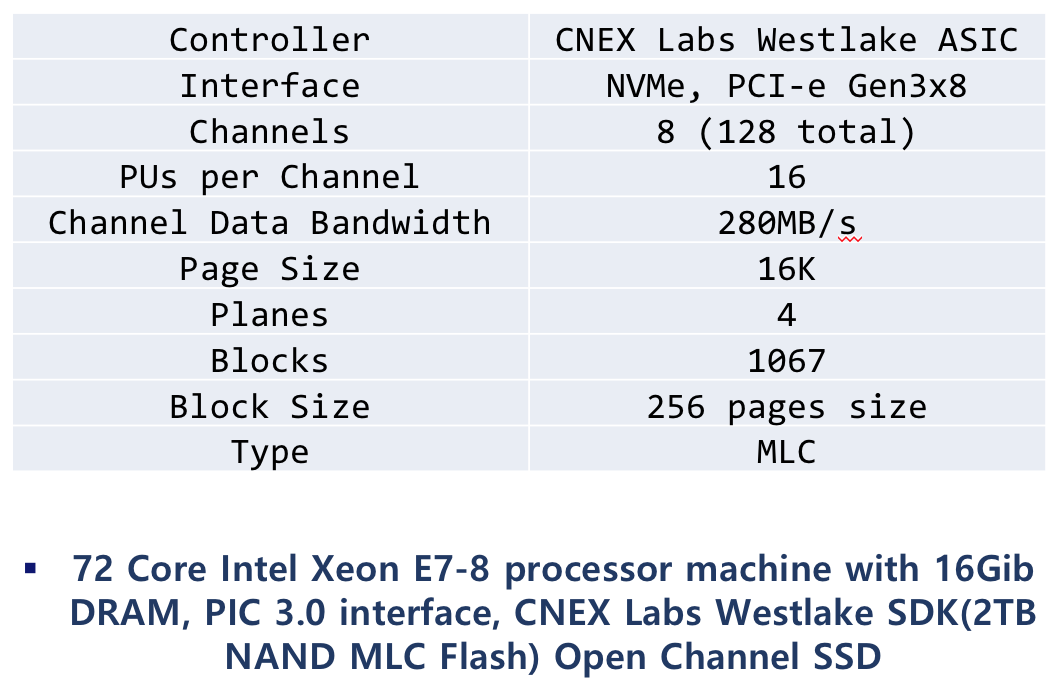 Controller CNEX Labs Westlake ASIC
Interface NVMe, PCI-e Gen3x8
Channels 8 (128 total)
PUs per Channel 16
Channel Data Bandwidth 280MB/s
Page Size 16K
Planes 4
Blocks 1067
Block Size 256 pages size
Type MLC
▪ 72 Core Intel Xeon E7-8 processor machine with 16Gib
DRAM, PIC 3.0 interface, CNEX Labs Westlake SDK(2TB
NAND MLC Flash) Open Channel SSD